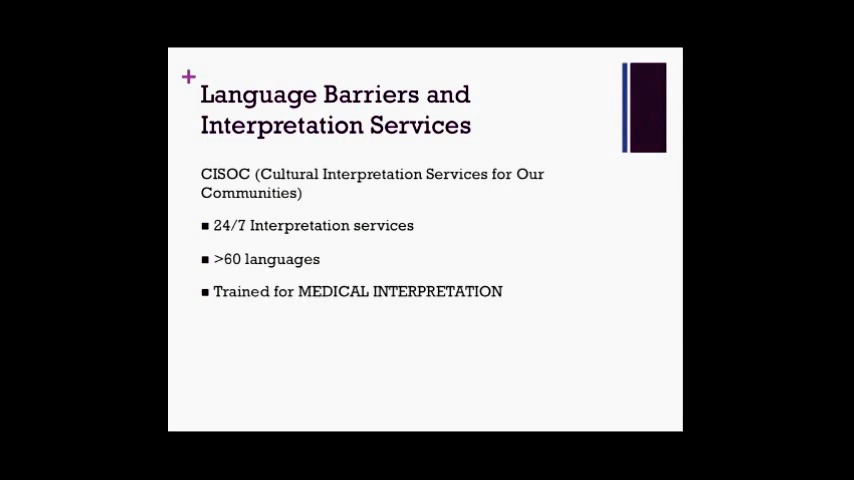 +
Language Barriers and
Interpretation Services
CISOC (Cultural Interpretation Services for Our
Communities)
■ 24/7 Interpretation services
■ >60 languages
■ Trained for MEDICAL INTERPRETATION